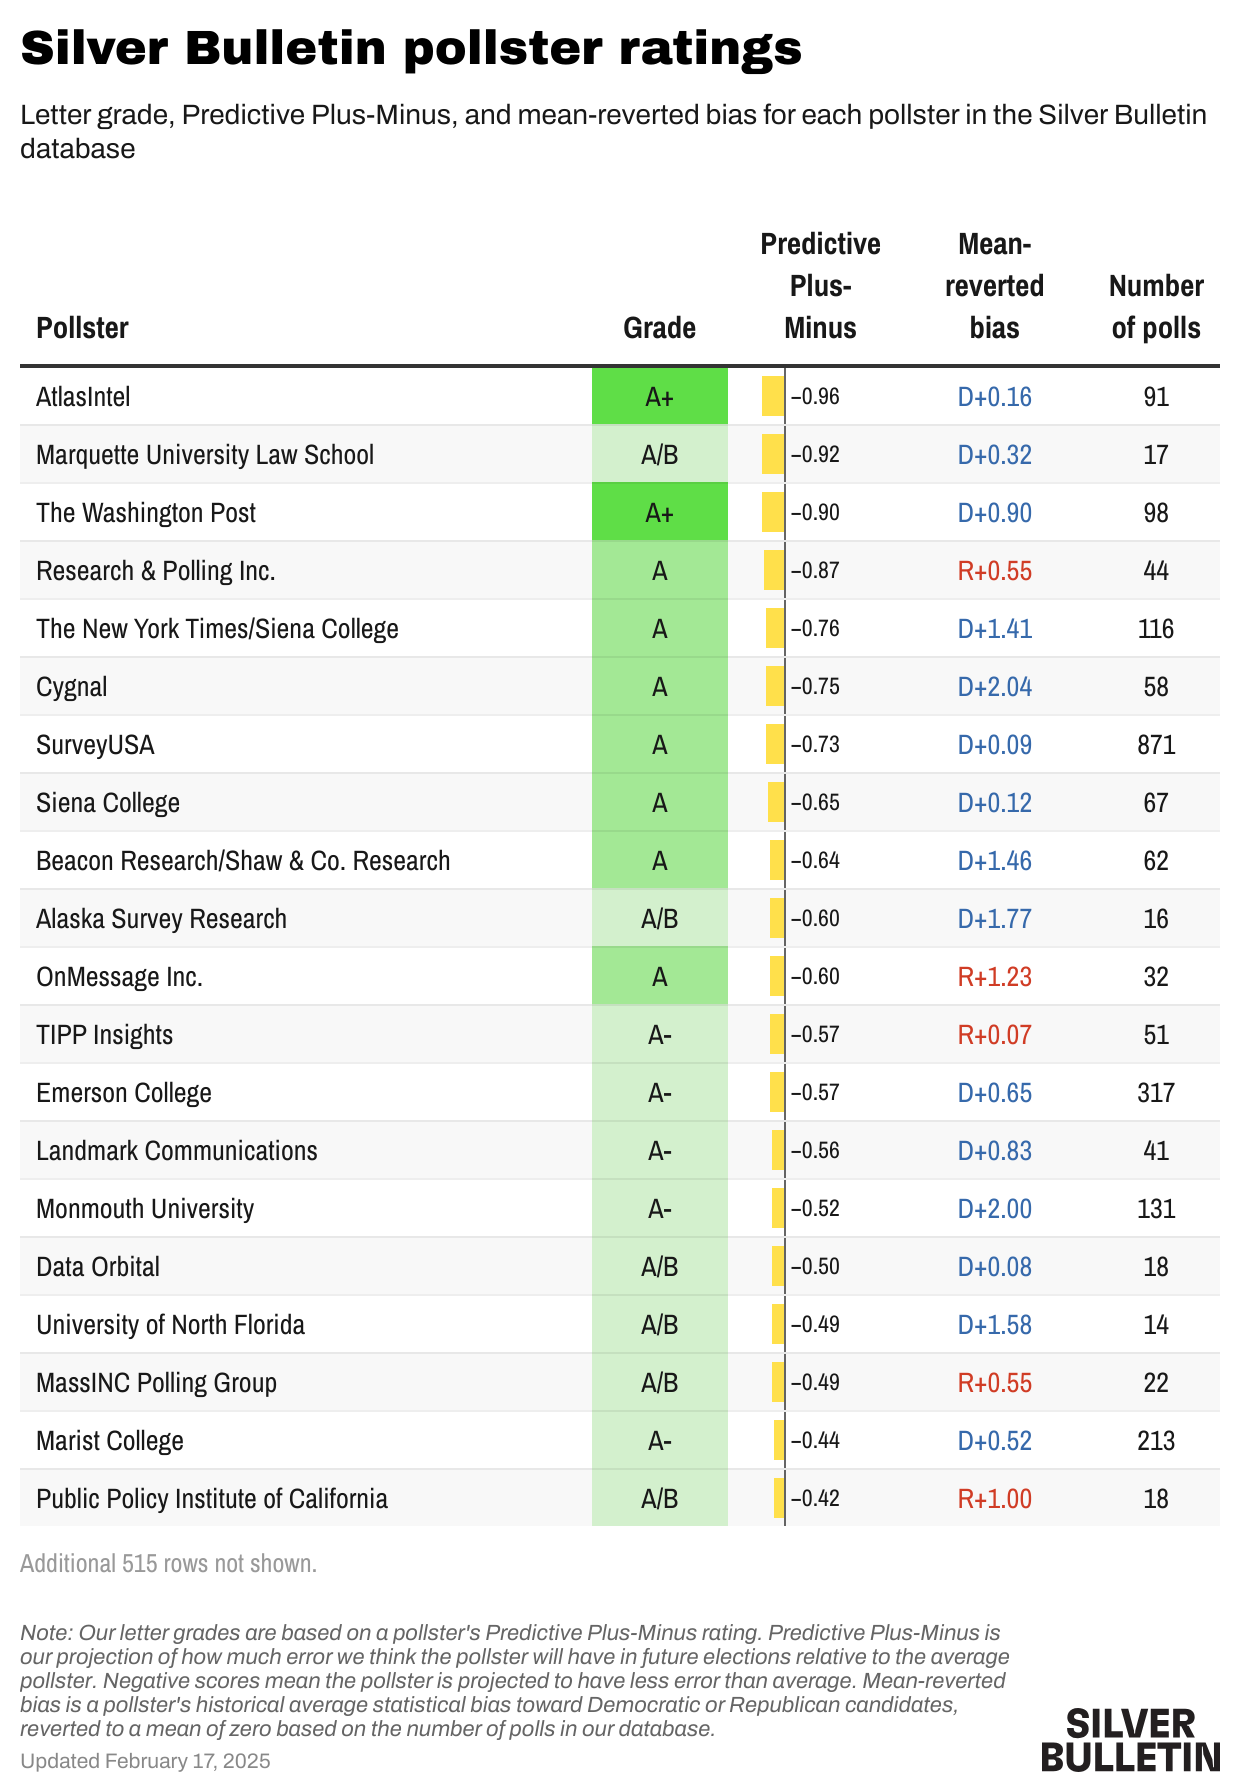 Silver Bulletin pollster ratings
Letter grade, Predictive Plus-Minus, and mean-reverted bias for each pollster in the Silver Bulletin
database
Pollster Grade Predictive Plus-Minus Mean-reverted bias Number of polls
AtlasIntel A+ −0.96 D+0.16 91
Marquette University Law School A/B −0.92 D+0.32 17
The Washington Post A+ −0.90 D+0.90 98
Research & Polling Inc. A −0.87 R+0.55 44
The New York Times/Siena College A −0.76 D+1.41 116
Cygnal A −0.75 D+2.04 58
SurveyUSA A −0.73 D+0.09 871
Siena College A −0.65 D+0.12 67
Beacon Research/Shaw & Co. Research A −0.64 D+1.46 62
Alaska Survey Research A/B −0.60 D+1.77 16
OnMessage Inc. A −0.60 R+1.23 32
TIPP Insights A- −0.57 R+0.07 51
Emerson College A- −0.57 D+0.65 317
Landmark Communications A- −0.56 D+0.83 41
Monmouth University A- −0.52 D+2.00 131
Data Orbital A/B −0.50 D+0.08 18
University of North Florida A/B −0.49 D+1.58 14
MassINC Polling Group A/B −0.49 R+0.55 22
Marist College A- −0.44 D+0.52 213
Public Policy Institute of California A/B −0.42 R+1.00 18
Additional 515 rows not shown.
Note: Our letter grades are based on a pollster's Predictive Plus-Minus rating. Predictive Plus-Minus is
our projection of how much error we think the pollster will have in future elections relative to the average
pollster. Negative scores mean the pollster is projected to have less error than average. Mean-reverted
bias is a pollster's historical average statistical bias toward Democratic or Republican candidates,
reverted to a mean of zero based on the number of polls in our database.
Updated February 17, 2025
SILVER
BULLETIN